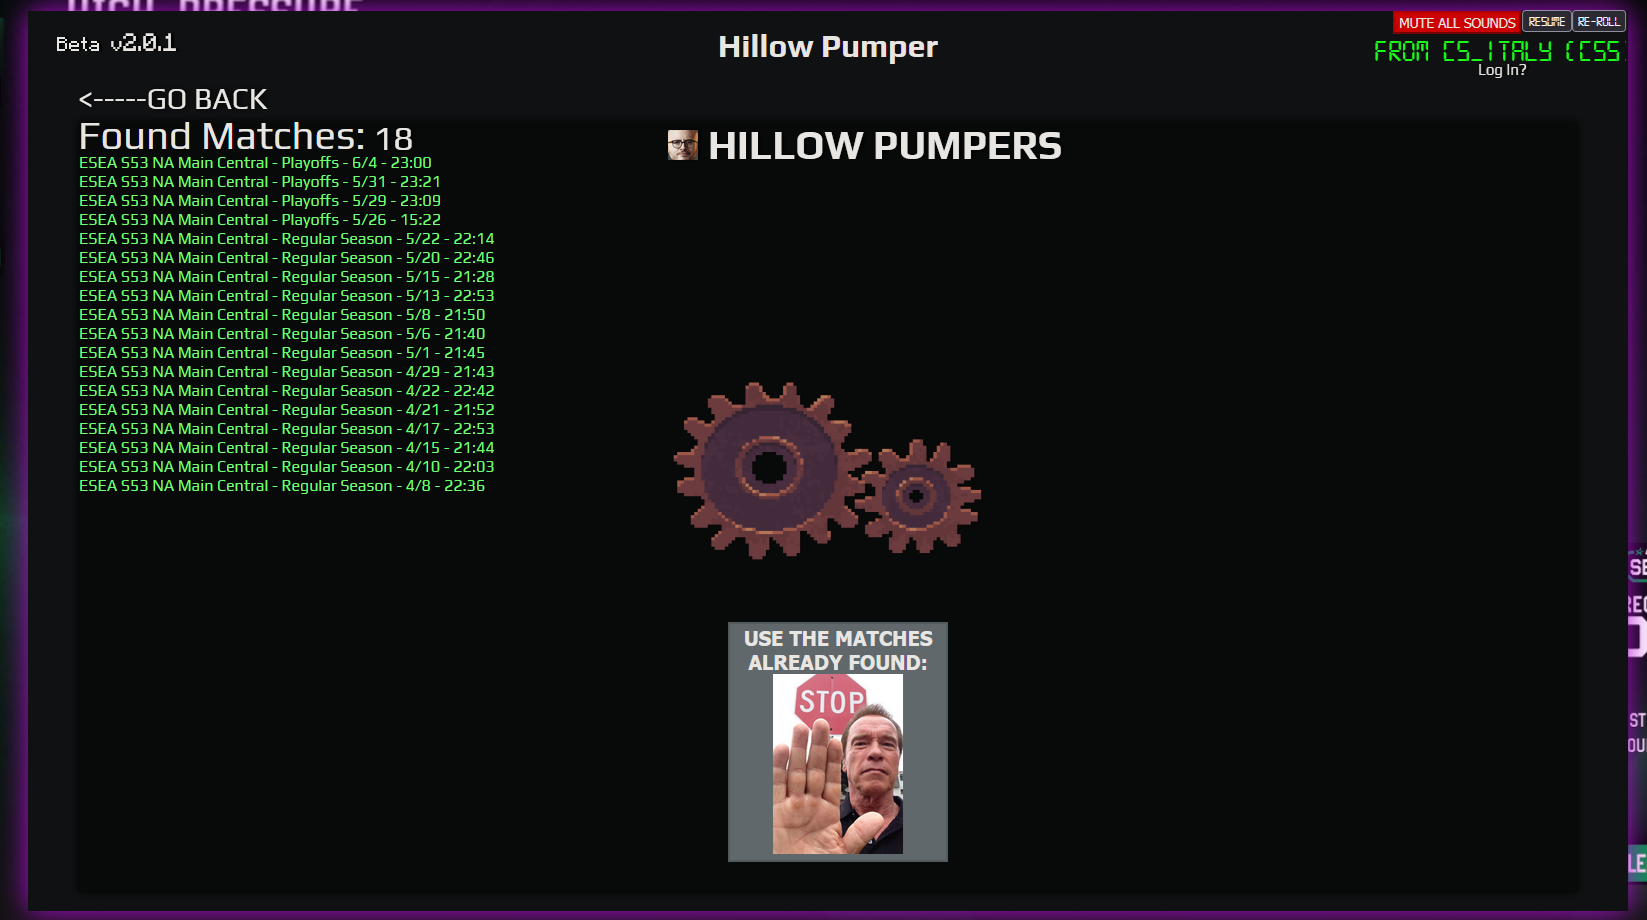 HIGH PRESSURE
MUTE ALL SOUNDS
RESUME
RE-ROLL
Beta v2.0.1
Hillow Pumper
FROM CS_ITALY (CSS
Log In?
<-----GO BACK
Found Matches: 18
HILLOW PUMPERS
ESEA S53 NA Main Central - Playoffs - 6/4 - 23:00
ESEA S53 NA Main Central - Playoffs - 5/31 - 23:21
ESEA S53 NA Main Central - Playoffs - 5/29 - 23:09
ESEA S53 NA Main Central - Playoffs - 5/26 - 15:22
ESEA S53 NA Main Central - Regular Season - 5/22 - 22:14
ESEA S53 NA Main Central - Regular Season - 5/20 - 22:46
ESEA S53 NA Main Central - Regular Season - 5/15 - 21:28
ESEA S53 NA Main Central - Regular Season - 5/13 - 22:53
ESEA S53 NA Main Central - Regular Season - 5/8 - 21:50
ESEA S53 NA Main Central - Regular Season - 5/6 - 21:40
ESEA S53 NA Main Central - Regular Season - 5/1 - 21:45
ESEA S53 NA Main Central - Regular Season - 4/29 - 21:43
ESEA S53 NA Main Central - Regular Season - 4/22 - 22:42
ESEA S53 NA Main Central - Regular Season - 4/21 - 21:52
ESEA S53 NA Main Central - Regular Season - 4/17 - 22:53
ESEA S53 NA Main Central - Regular Season - 4/15 - 21:44
ESEA S53 NA Main Central - Regular Season - 4/10 - 22:03
ESEA S53 NA Main Central - Regular Season - 4/8 - 22:36
USE THE MATCHES
ALREADY FOUND:
STOP